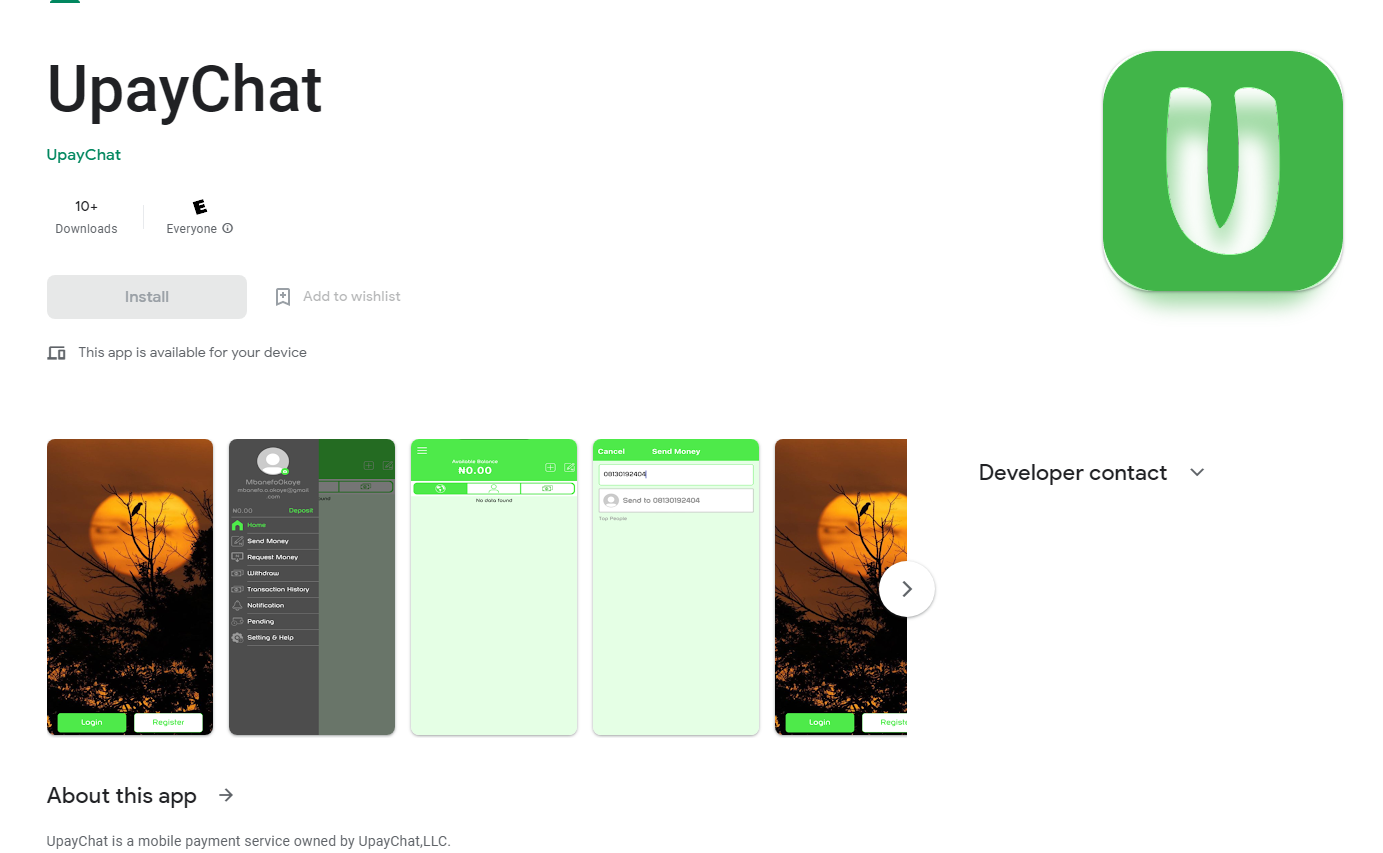 UpayChat
UpayChat
10+
Downloads
E
Everyone
Install
Add to wishlist
This app is available for your device
U
Login
Register
MbonefoOkoye
mbonefo.c.okoye@gmail
.com
₦0.00
Deposit
Home
Send Money
Request Money
Withdraw
Transaction History
Notification
Pending
Setting & Help
Available Balance
₦0.00
No data found
Cancel
Send Money
08130192404
Send to 08130192404
Top People
Login
Developer contact
About this app
UpayChat is a mobile payment service owned by UpayChat,LLC.